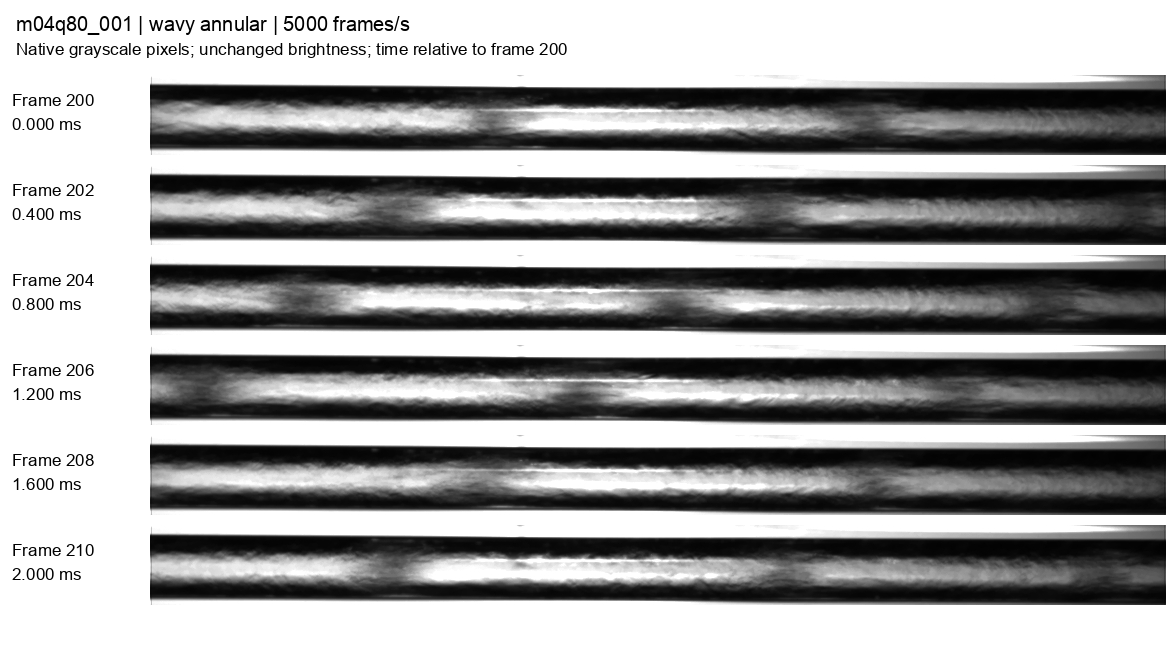 m04q80_001 | wavy annular | 5000 frames/s
Native grayscale pixels; unchanged brightness; time relative to frame 200
Frame 200
0.000 ms
Frame 202
0.400 ms
Frame 204
0.800 ms
Frame 206
1.200 ms
Frame 208
1.600 ms
Frame 210
2.000 ms